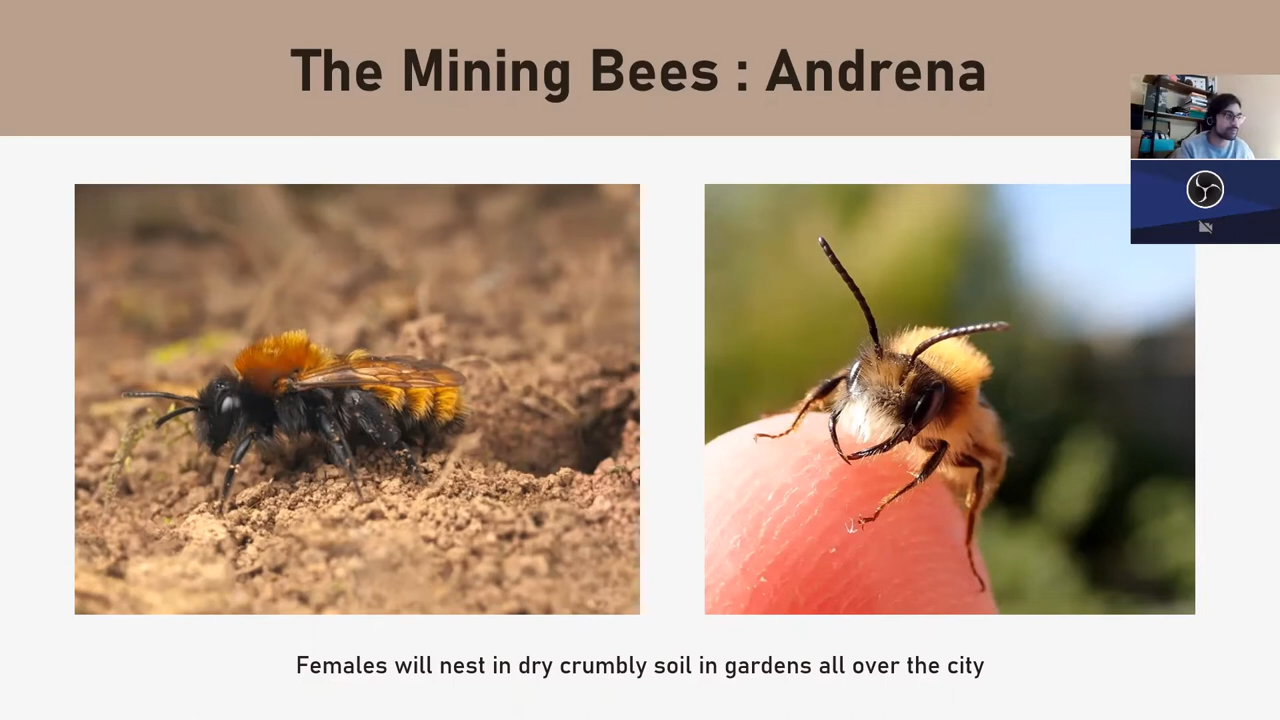 The Mining Bees : Andrena
Females will nest in dry crumbly soil in gardens all over the city